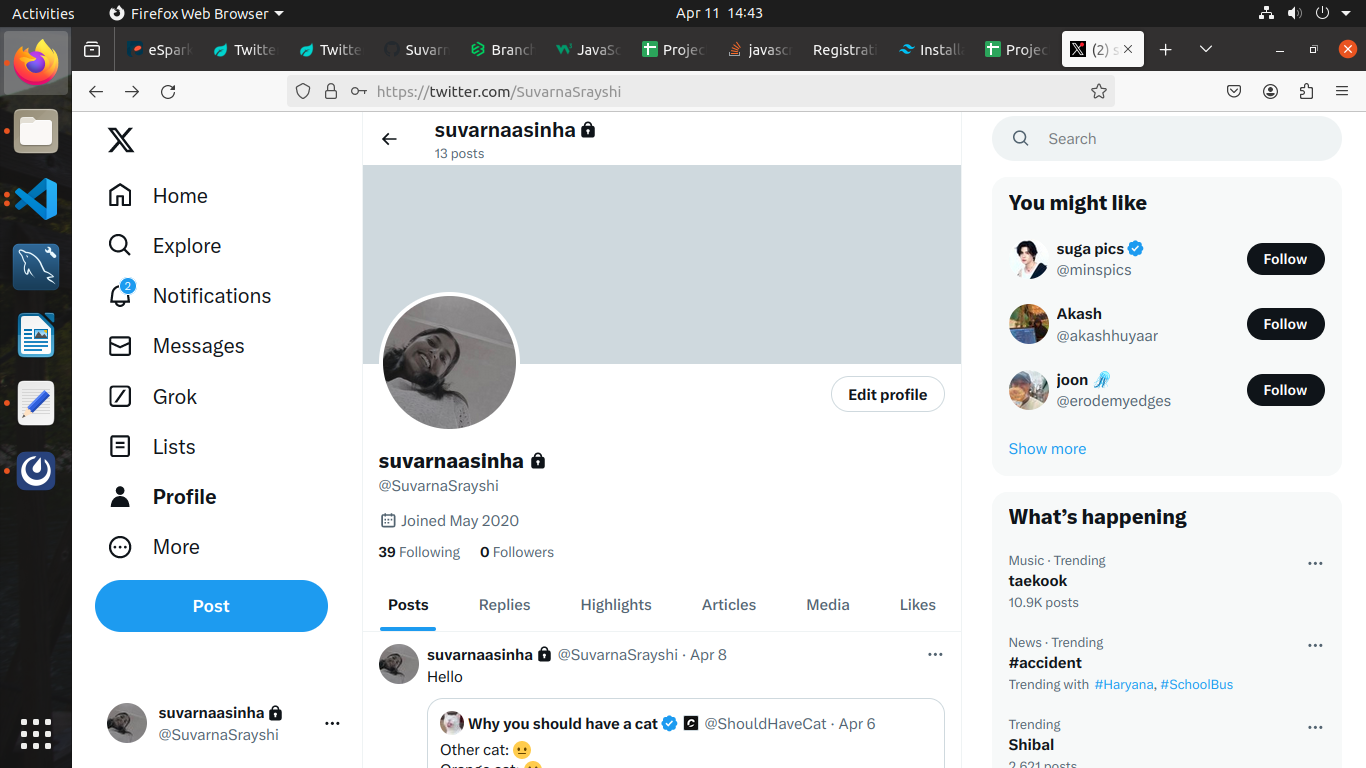 Activities
Firefox Web Browser
Apr 11 14:43
eSpark
Twitte
Twitte
Suvarn
Branch
JavaSc
Projec
javascr
Registrati
Install
Projec
(2) s
https://twitter.com/SuvarnaSrayshi
Home
Explore
2
Notifications
Messages
Grok
Lists
Profile
More
Post
suvarnaasinha
@SuvarnaSrayshi
suvarnaasinha
13 posts
Edit profile
suvarnaasinha
@SuvarnaSrayshi
Joined May 2020
39 Following 0 Followers
Posts Replies Highlights Articles Media Likes
suvarnaasinha @SuvarnaSrayshi · Apr 8
Hello
Why you should have a cat @ShouldHaveCat · Apr 6
Other cat: 😐
Orange cat:
Search
You might like
suga pics
@minspics
Follow
Akash
@akashhuyaar
Follow
joon
@erodemyedges
Follow
Show more
What's happening
Music · Trending
taekook
10.9K posts
News · Trending
#accident
Trending with #Haryana, #SchoolBus
Trending
Shibal
2,621 posts